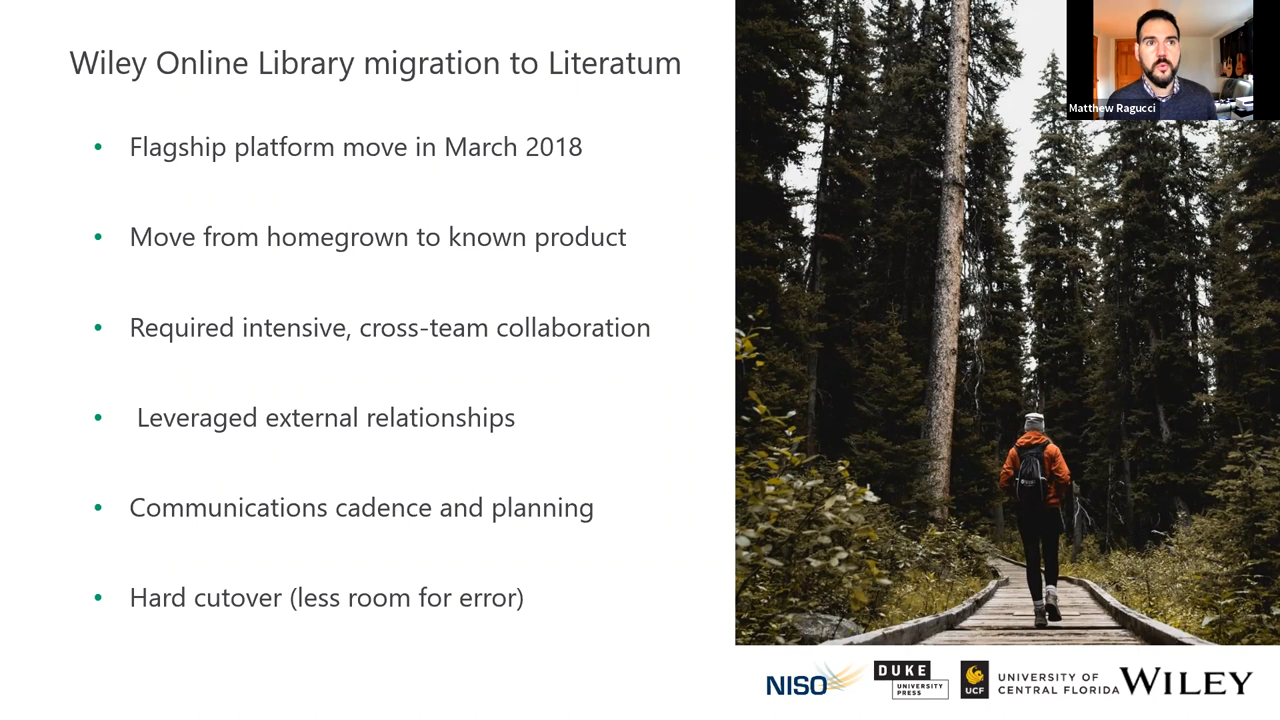 Wiley Online Library migration to Literatum
• Flagship platform move in March 2018
• Move from homegrown to known product
• Required intensive, cross-team collaboration
• Leveraged external relationships
• Communications cadence and planning
• Hard cutover (less room for error)
Matthew Ragucci
NISO
DUKE
UNIVERSITY
PRESS
UCF
UNIVERSITY OF
CENTRAL FLORIDA
WILEY